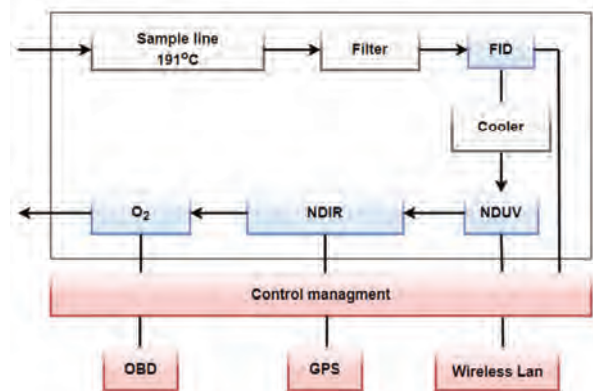 Sample line
191°C
Filter
FID
Cooler
O₂
NDIR
NDUV
Control managment
OBD
GPS
Wireless Lan